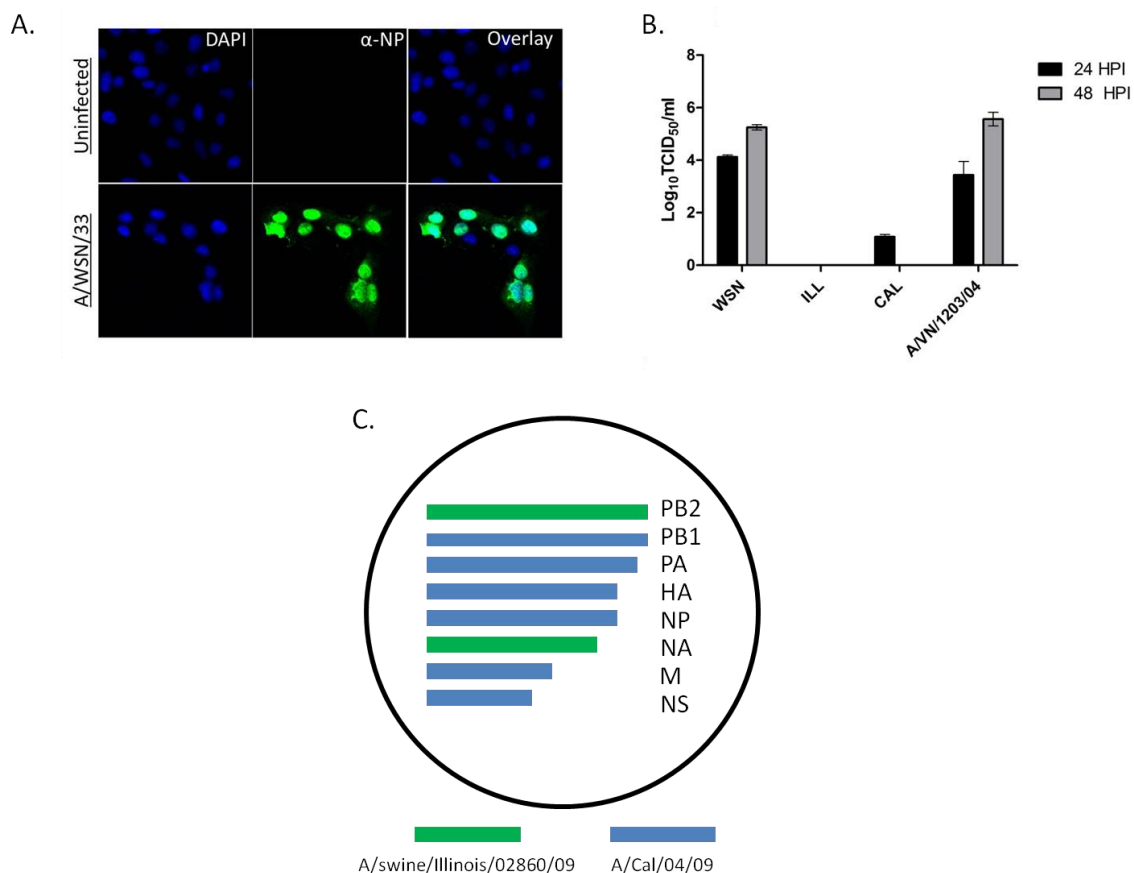 A.
DAPI
α-NP
Overlay
Uninfected
A/WSN/33
B.
Log10TCID50/ml
8
6
4
2
0
WSN
ILL
CAL
A/VN/1203/04
24 HPI
48 HPI
C.
PB2
PB1
PA
HA
NP
NA
M
NS
A/swine/Illinois/02860/09
A/Cal/04/09